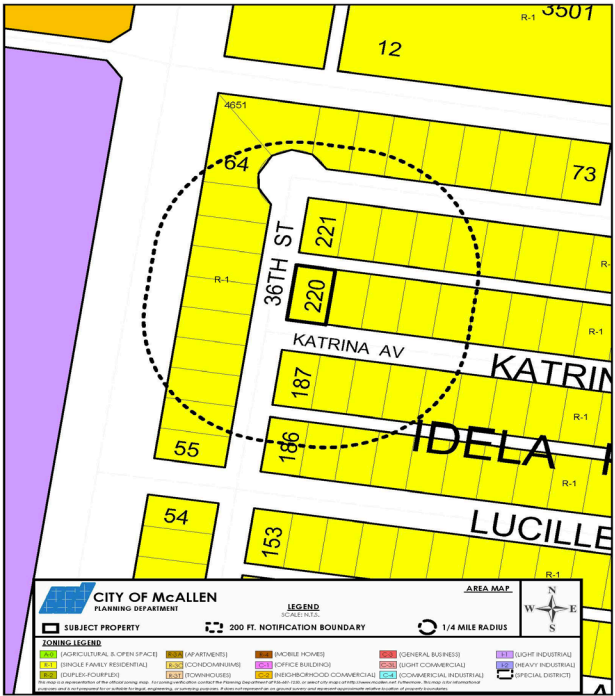 3501
R-1
12
4651
64
73
221
36TH ST
R-
R-1
220
R-1
KATRINA AV
KATRIN
187
R-1
IDELA
186
55
R-1
54
LUCILLE
153
R-1
CITY OF McALLEN
PLANNING DEPARTMENT
AREA MAP
LEGEND
SCALE: N.T.S.
N
W E
S
SUBJECT PROPERTY 200 FT. NOTIFICATION BOUNDARY 1/4 MILE RADIUS
ZONING LEGEND
A-O (AGRICULTURAL & OPEN SPACE) R-3A (APARTMENTS) R-4 (MOBILE HOMES) C-3 (GENERAL BUSINESS) I-1 (LIGHT INDUSTRIAL)
R-1 (SINGLE FAMILY RESIDENTIAL) R-3C (CONDOMINIUMS) C-1 (OFFICE BUILDING) C-3L (LIGHT COMMERCIAL) I-2 (HEAVY INDUSTRIAL)
R-2 (DUPLEX-FOURPLEX) R-3T (TOWNHOUSES) C-2 (NEIGHBORHOOD COMMERCIAL) C-4 (COMMERCIAL INDUSTRIAL) (SPECIAL DISTRICT)